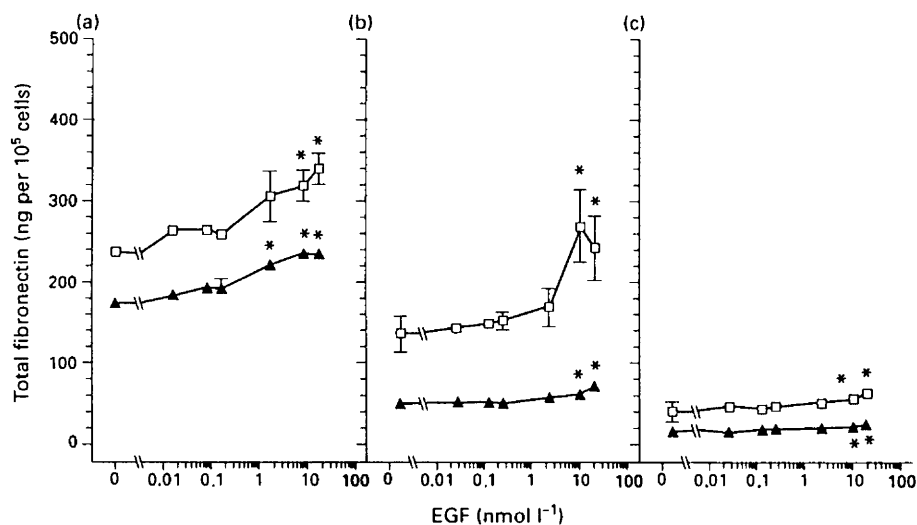 (a) (b) (c)
500
400
300
200
100
0
Total fibronectin (ng per 10⁵ cells)
* * * * *
* * * *
* * * *
0 0.01 0.1 1 10 100 0 0.01 0.1 1 10 100 0 0.01 0.1 1 10 100
EGF (nmol l⁻¹)